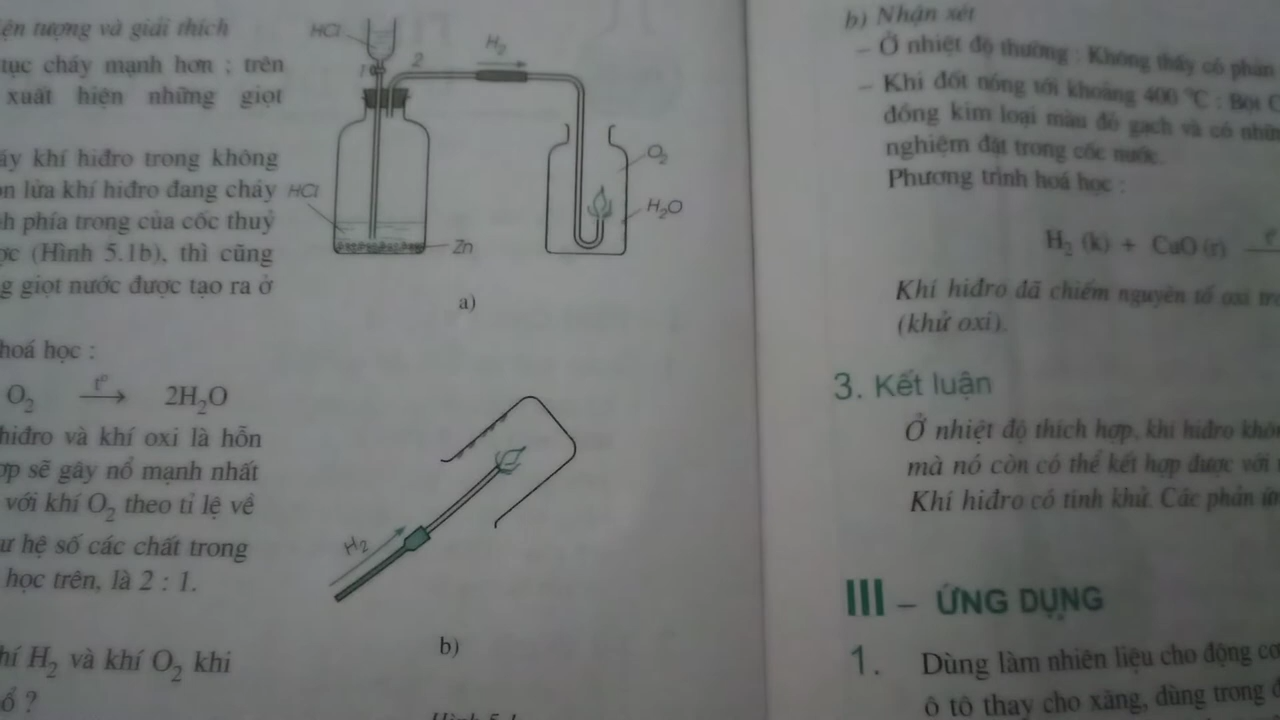 ện tượng và giải thích
tục cháy mạnh hơn ; trên
xuất hiện những giọt
áy khí hiđro trong không
ọn lửa khí hiđro đang cháy
nh phía trong của cốc thuỷ
ợc (Hình 5.1b), thì cũng
g giọt nước được tạo ra ở
hoá học :
O2 t° → 2H2O
hiđro và khí oxi là hỗn
ợp sẽ gây nổ mạnh nhất
với khí O2 theo tỉ lệ về
ư hệ số các chất trong
học trên, là 2 : 1.
hí H2 và khí O2 khi
ổ ?
HCl
1
2
H2
O2
H2O
HCl
Zn
a)
H2
b)
Hình 5.1
b) Nhận xét
– Ở nhiệt độ thường : Không thấy có phản
– Khi đốt nóng tới khoảng 400 °C : Bột C
đồng kim loại màu đỏ gạch và có nhữn
nghiệm đặt trong cốc nước.
Phương trình hoá học :
H2 (k) + CuO (r) t° →
Khí hiđro đã chiếm nguyên tố oxi tr
(khử oxi).
3. Kết luận
Ở nhiệt độ thích hợp, khí hiđro khô
mà nó còn có thể kết hợp được với
Khí hiđro có tính khử. Các phản ứn
III – ỨNG DỤNG
1. Dùng làm nhiên liệu cho động cơ
ô tô thay cho xăng, dùng trong đ